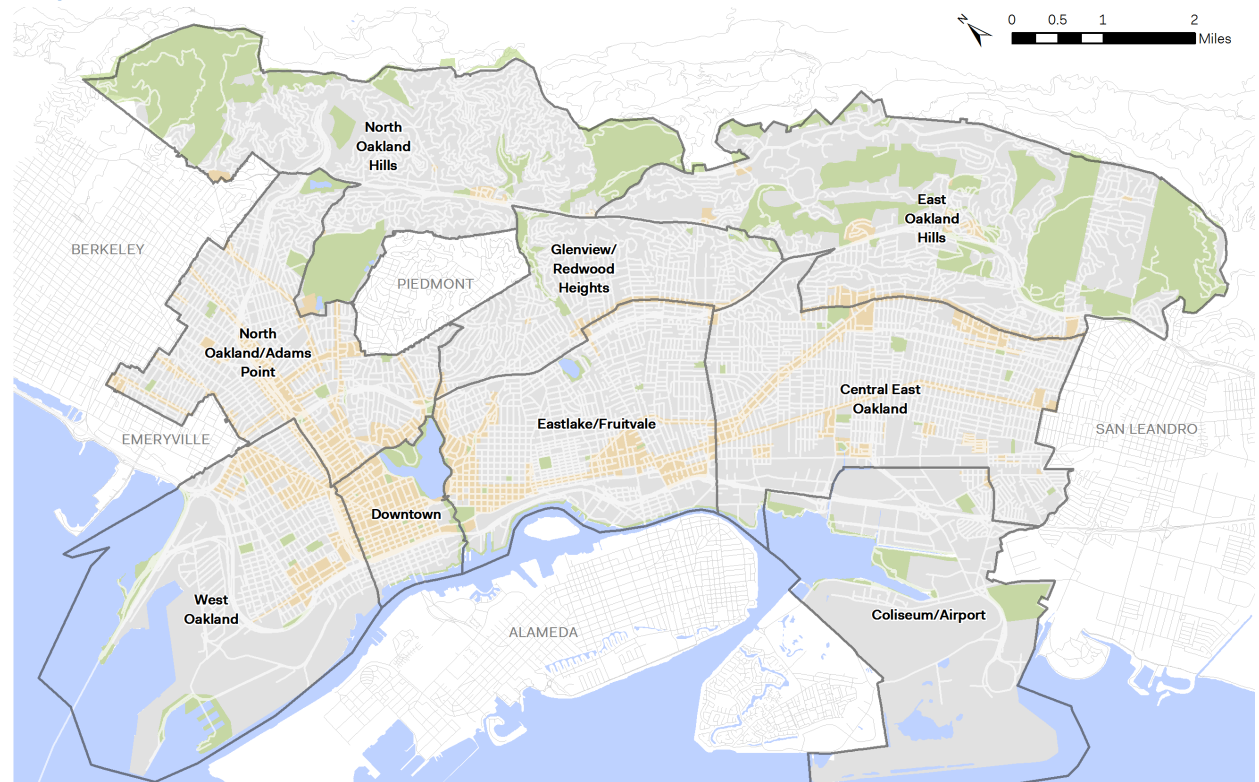 N
0 0.5 1 2
Miles
North
Oakland
Hills
East
Oakland
Hills
BERKELEY
Glenview/
Redwood
Heights
PIEDMONT
North
Oakland/Adams
Point
Central East
Oakland
Eastlake/Fruitvale
EMERYVILLE
SAN LEANDRO
Downtown
West
Oakland
Coliseum/Airport
ALAMEDA